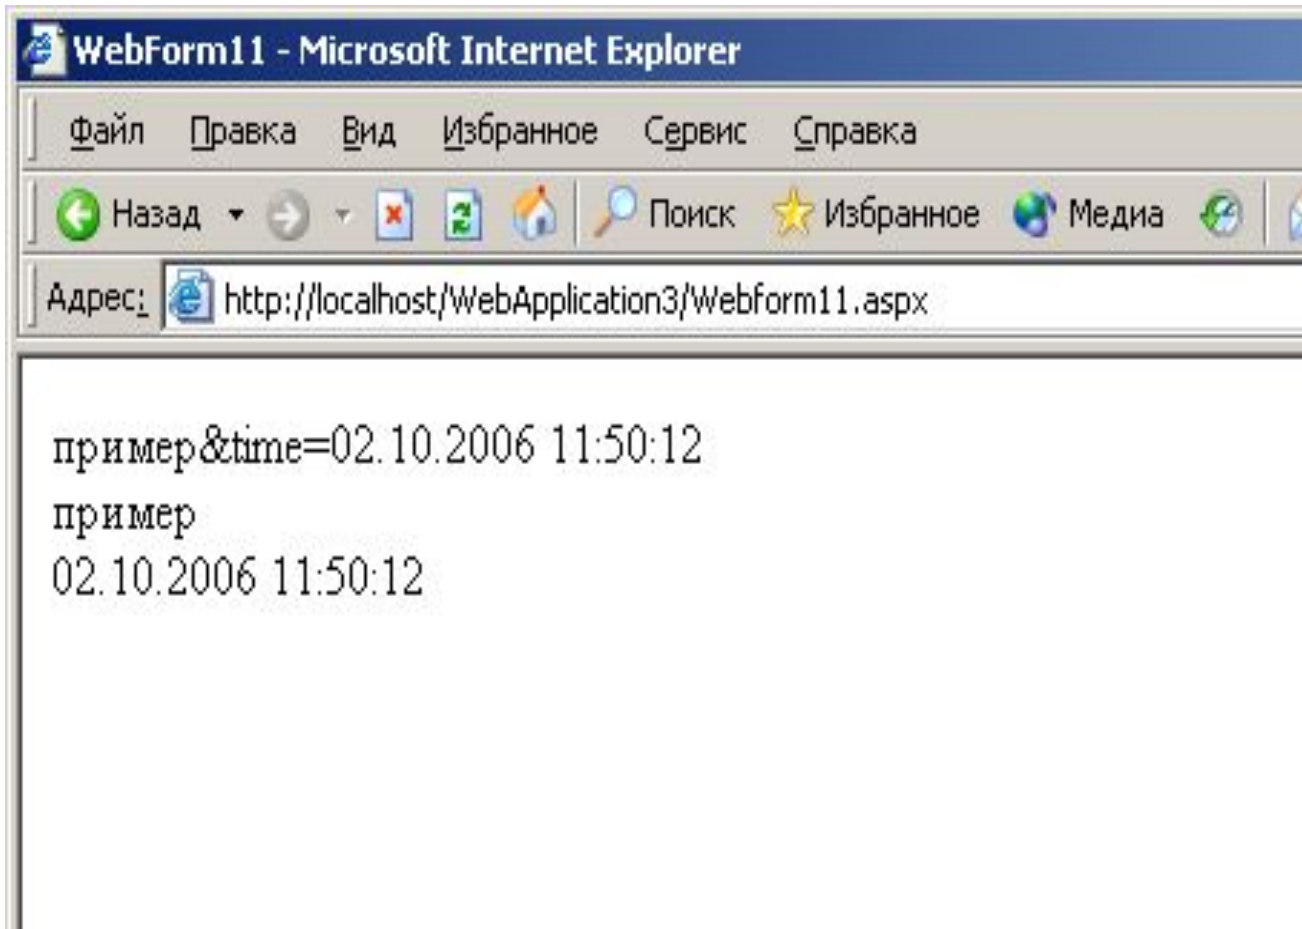 WebForm11 - Microsoft Internet Explorer
Файл Правка Вид Избранное Сервис Справка
Назад Поиск Избранное Медиа
Адрес: http://localhost/WebApplication3/Webform11.aspx
пример&time=02.10.2006 11:50:12
пример
02.10.2006 11:50:12